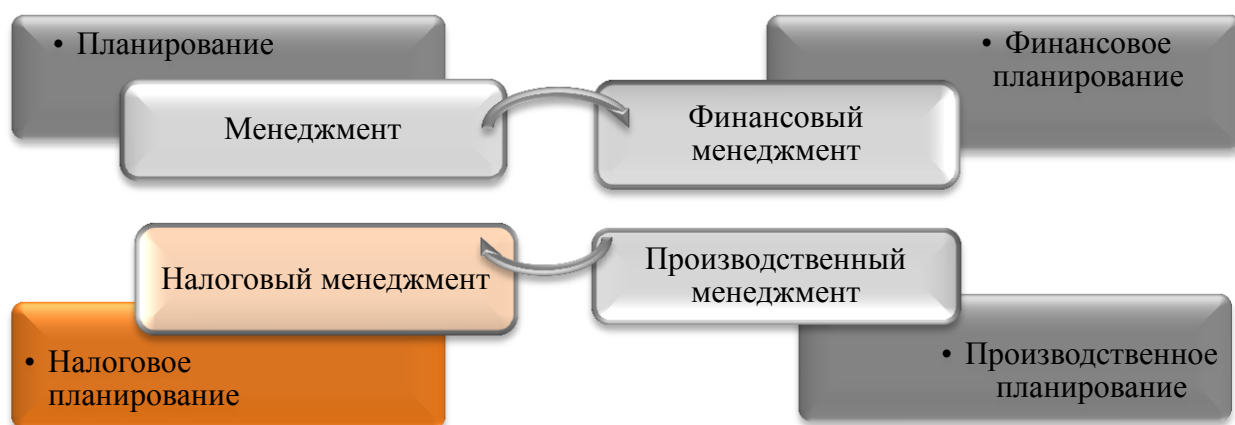 • Планирование
Менеджмент
• Финансовое
планирование
Финансовый
менеджмент
Налоговый менеджмент
• Налоговое
планирование
Производственный
менеджмент
• Производственное
планирование